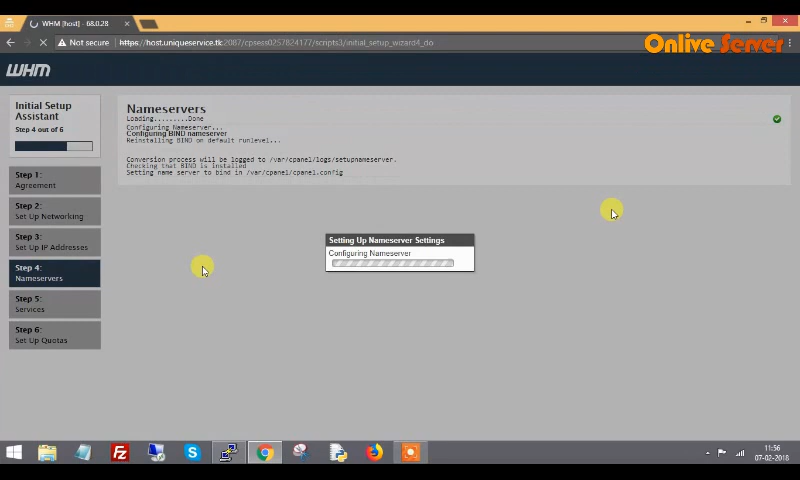 WHM [host] - 68.0.28
Not secure
https://host.uniqueservice.tk:2087/cpsess0257824177/scripts3/initial_setup_wizard4_do
Onlive Server
WHM
Initial Setup
Assistant
Step 4 out of 6
Step 1:
Agreement
Step 2:
Set Up Networking
Step 3:
Set Up IP Addresses
Step 4:
Nameservers
Step 5:
Services
Step 6:
Set Up Quotas
Nameservers
Loading.........Done
Configuring Nameserver...
Configuring BIND nameserver
Reinstalling BIND on default runlevel...
Conversion process will be logged to /var/cpanel/logs/setupnameserver.
Checking that BIND is installed
Setting name server to bind in /var/cpanel/cpanel.config
Setting Up Nameserver Settings
Configuring Nameserver
11:56
07-02-2018